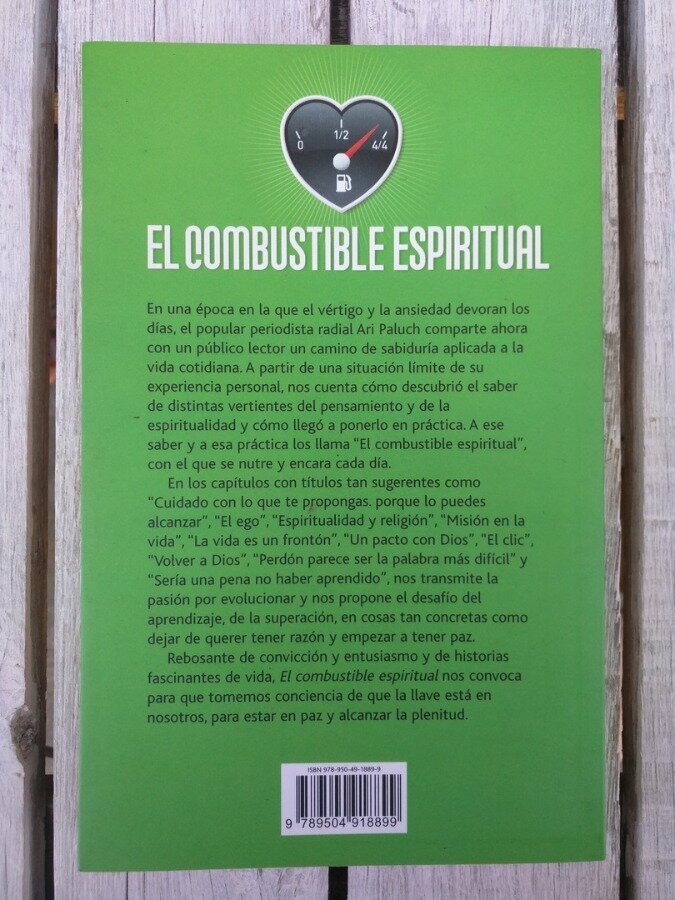 0
1/2
4/4
EL COMBUSTIBLE ESPIRITUAL
En una época en la que el vértigo y la ansiedad devoran los
días, el popular periodista radial Ari Paluch comparte ahora
con un público lector un camino de sabiduría aplicada a la
vida cotidiana. A partir de una situación límite de su
experiencia personal, nos cuenta cómo descubrió el saber
de distintas vertientes del pensamiento y de la
espiritualidad y cómo llegó a ponerlo en práctica. A ese
saber y a esa práctica los llama “El combustible espiritual”,
con el que se nutre y encara cada día.
En los capítulos con títulos tan sugerentes como
“Cuidado con lo que te propongas. porque lo puedes
alcanzar”, “El ego”, “Espiritualidad y religión”, “Misión en la
vida”, “La vida es un frontón”, “Un pacto con Dios”, “El clic”,
“Volver a Dios”, “Perdón parece ser la palabra más difícil” y
“Sería una pena no haber aprendido”, nos transmite la
pasión por evolucionar y nos propone el desafío del
aprendizaje, de la superación, en cosas tan concretas como
dejar de querer tener razón y empezar a tener paz.
Rebosante de convicción y entusiasmo y de historias
fascinantes de vida, El combustible espiritual nos convoca
para que tomemos conciencia de que la llave está en
nosotros, para estar en paz y alcanzar la plenitud.
ISBN 978-950-49-1889-9
9 789504 918899